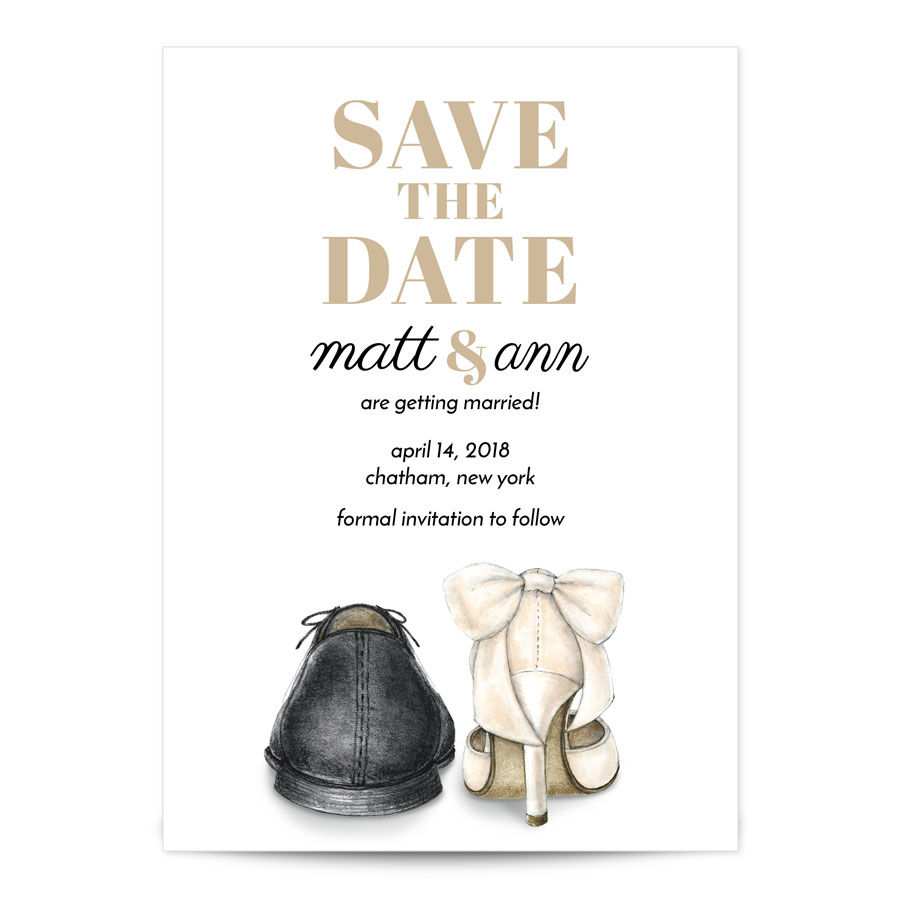 SAVE
THE
DATE
matt & ann
are getting married!
april 14, 2018
chatham, new york
formal invitation to follow